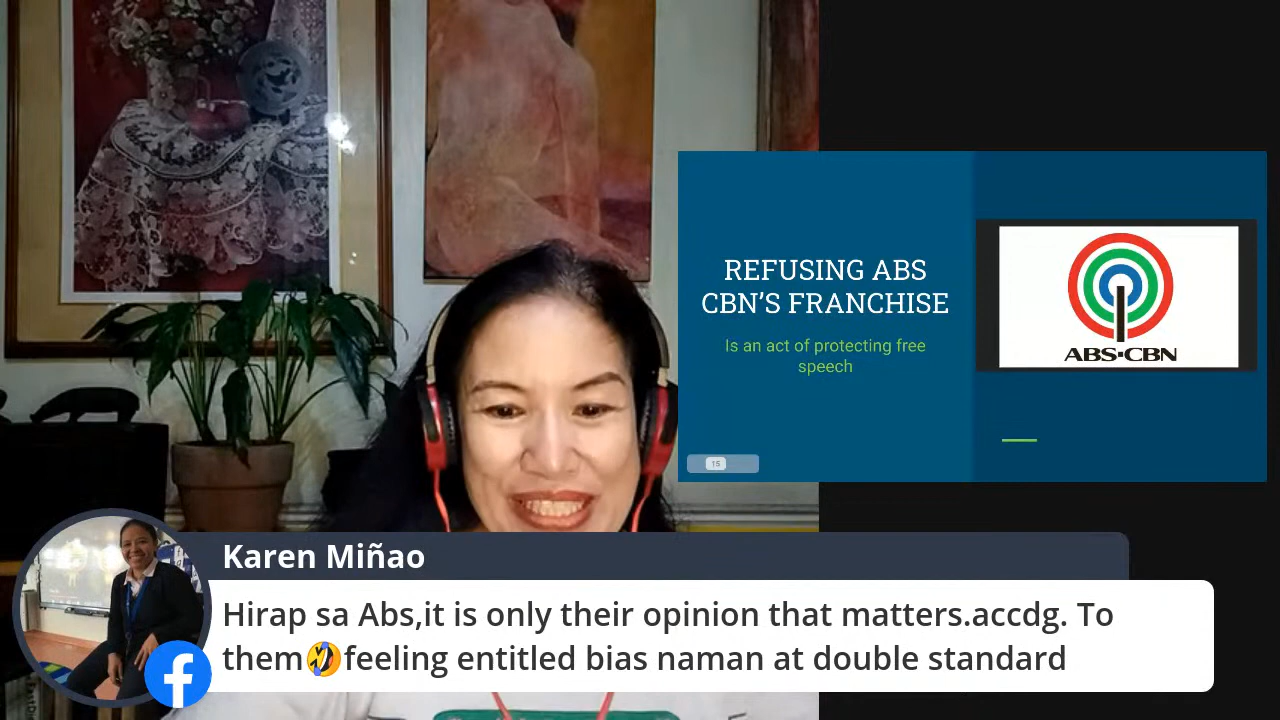 REFUSING ABS
CBN'S FRANCHISE
Is an act of protecting free
speech
15
ABS•CBN
Karen Miñao
Hirap sa Abs,it is only their opinion that matters.accdg. To
them🤣feeling entitled bias naman at double standard